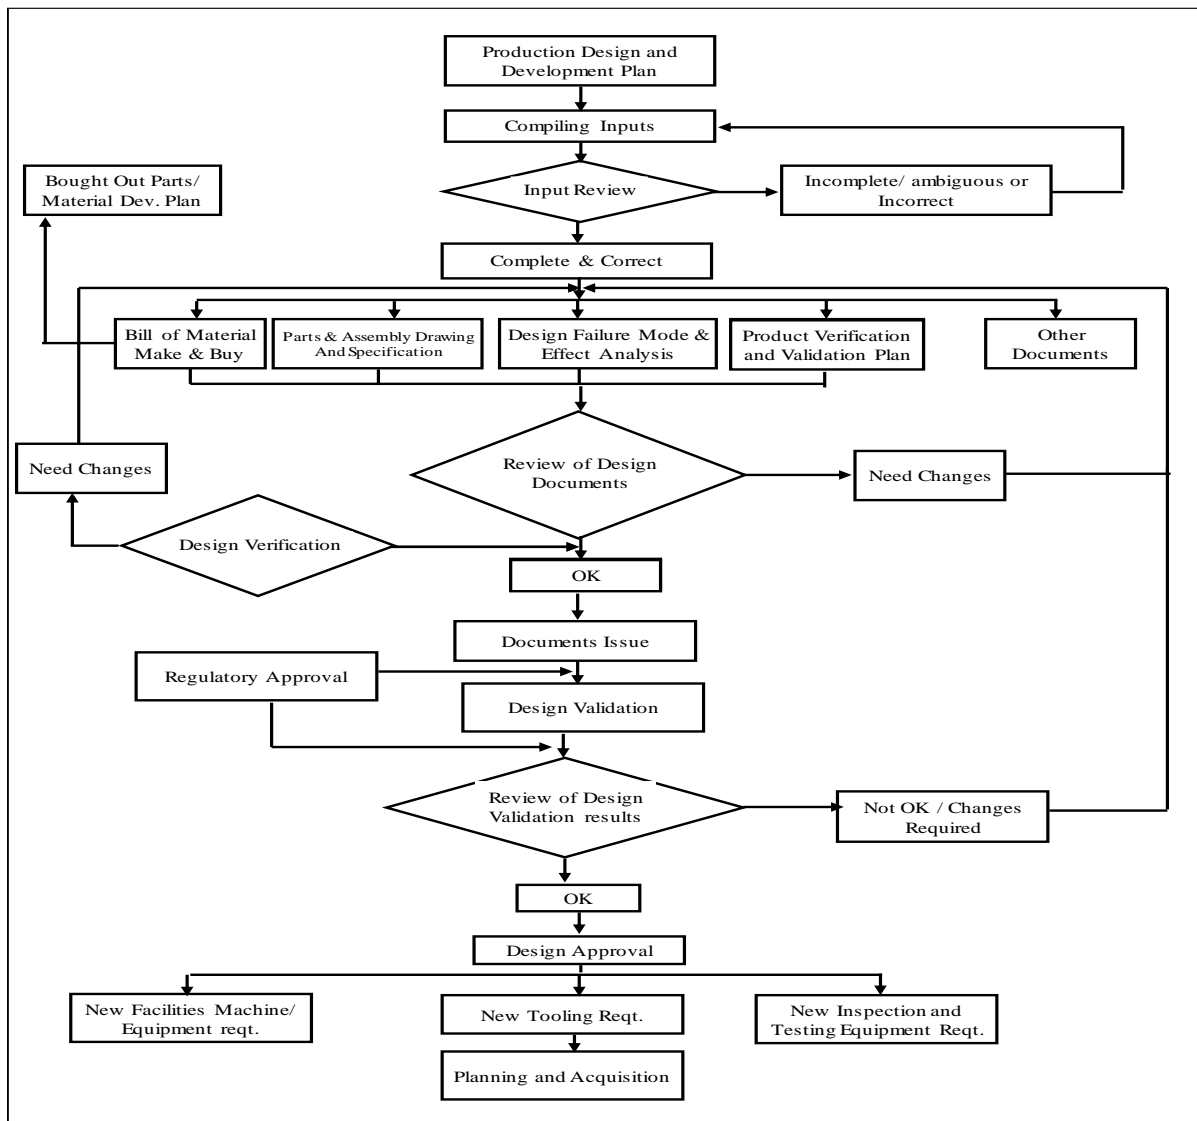 Production Design and
Development Plan
Compiling Inputs
Bought Out Parts/
Material Dev. Plan
Input Review
Incomplete/ ambiguous or
Incorrect
Complete & Correct
Bill of Material
Make & Buy
Parts & Assembly Drawing
And Specification
Design Failure Mode &
Effect Analysis
Product Verification
and Validation Plan
Other
Documents
Need Changes
Review of Design
Documents
Need Changes
Design Verification
OK
Documents Issue
Regulatory Approval
Design Validation
Review of Design
Validation results
Not OK / Changes
Required
OK
Design Approval
New Facilities Machine/
Equipment reqt.
New Tooling Reqt.
New Inspection and
Testing Equipment Reqt.
Planning and Acquisition